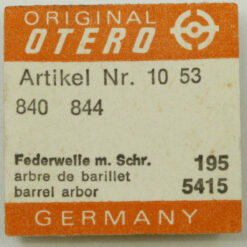 ORIGINAL
OTERO
Artikel Nr. 10 53
840 844
Federwelle m. Schr. 195
arbre de barillet 5415
barrel arbor
GERMANY